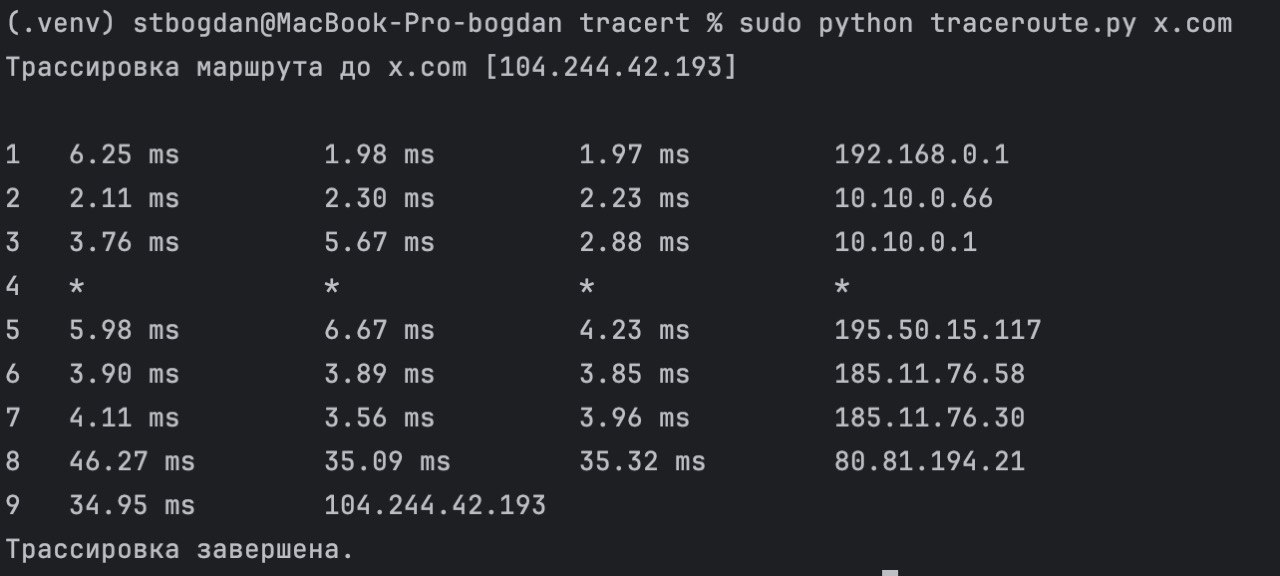 (.venv) stbogdan@MacBook-Pro-bogdan tracert % sudo python traceroute.py x.com
Трассировка маршрута до x.com [104.244.42.193]
1 6.25 ms 1.98 ms 1.97 ms 192.168.0.1
2 2.11 ms 2.30 ms 2.23 ms 10.10.0.66
3 3.76 ms 5.67 ms 2.88 ms 10.10.0.1
4 * * * *
5 5.98 ms 6.67 ms 4.23 ms 195.50.15.117
6 3.90 ms 3.89 ms 3.85 ms 185.11.76.58
7 4.11 ms 3.56 ms 3.96 ms 185.11.76.30
8 46.27 ms 35.09 ms 35.32 ms 80.81.194.21
9 34.95 ms 104.244.42.193
Трассировка завершена.